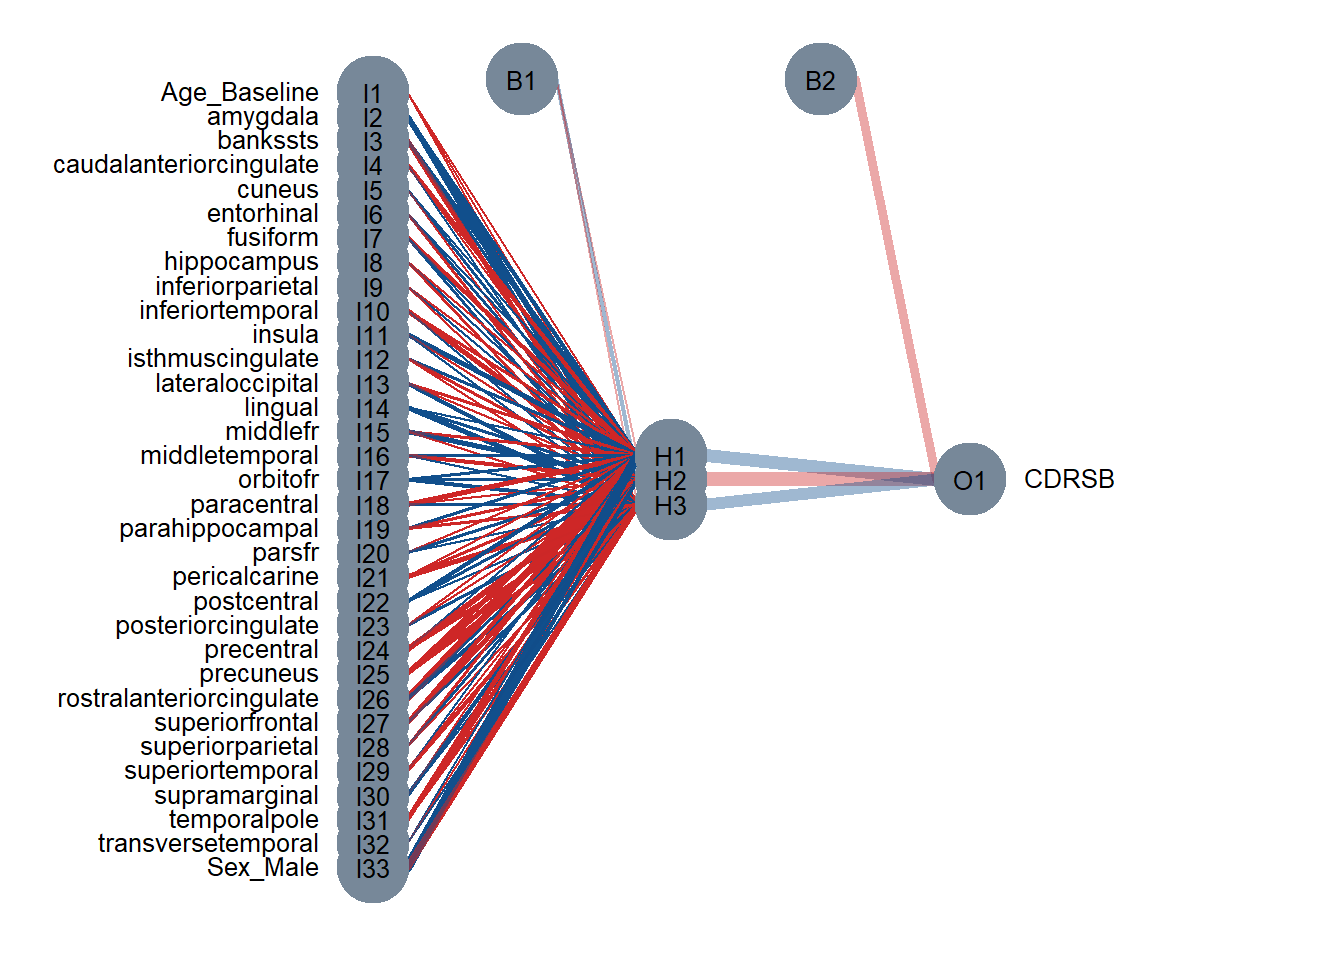 B1
B2
Age_Baseline I1
amygdala I2
bankssts I3
caudalanteriorcingulate I4
cuneus I5
entorhinal I6
fusiform I7
hippocampus I8
inferiorparietal I9
inferiortemporal I10
insula I11
isthmuscingulate I12
lateraloccipital I13
lingual I14
middlefr I15
middletemporal I16
orbitofr I17
paracentral I18
parahippocampal I19
parsfr I20
pericalcarine I21
postcentral I22
posteriorcingulate I23
precentral I24
precuneus I25
rostralanteriorcingulate I26
superiorfrontal I27
superiorparietal I28
superiortemporal I29
supramarginal I30
temporalpole I31
transversetemporal I32
Sex_Male I33
H1
H2
H3
O1 CDRSB